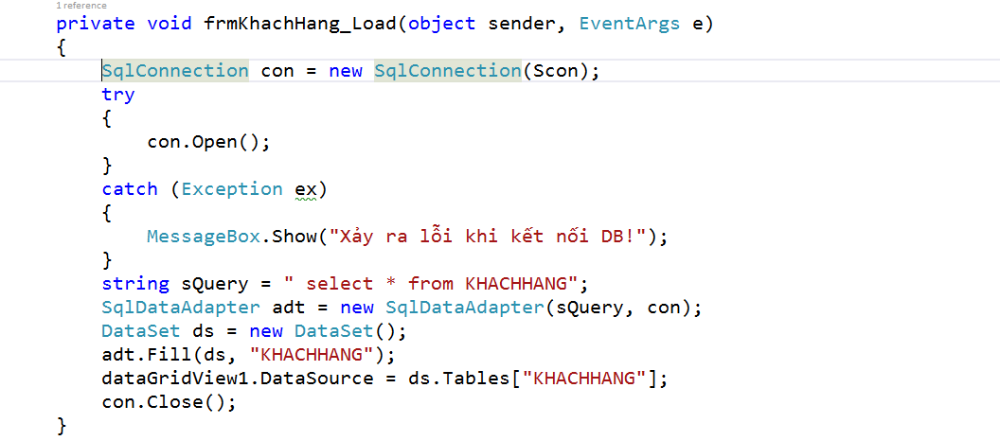 1 reference
private void frmKhachHang_Load(object sender, EventArgs e)
{
SqlConnection con = new SqlConnection(Scon);
try
{
con.Open();
}
catch (Exception ex)
{
MessageBox.Show("Xảy ra lỗi khi kết nối DB!");
}
string sQuery = " select * from KHACHHANG";
SqlDataAdapter adt = new SqlDataAdapter(sQuery, con);
DataSet ds = new DataSet();
adt.Fill(ds, "KHACHHANG");
dataGridView1.DataSource = ds.Tables["KHACHHANG"];
con.Close();
}